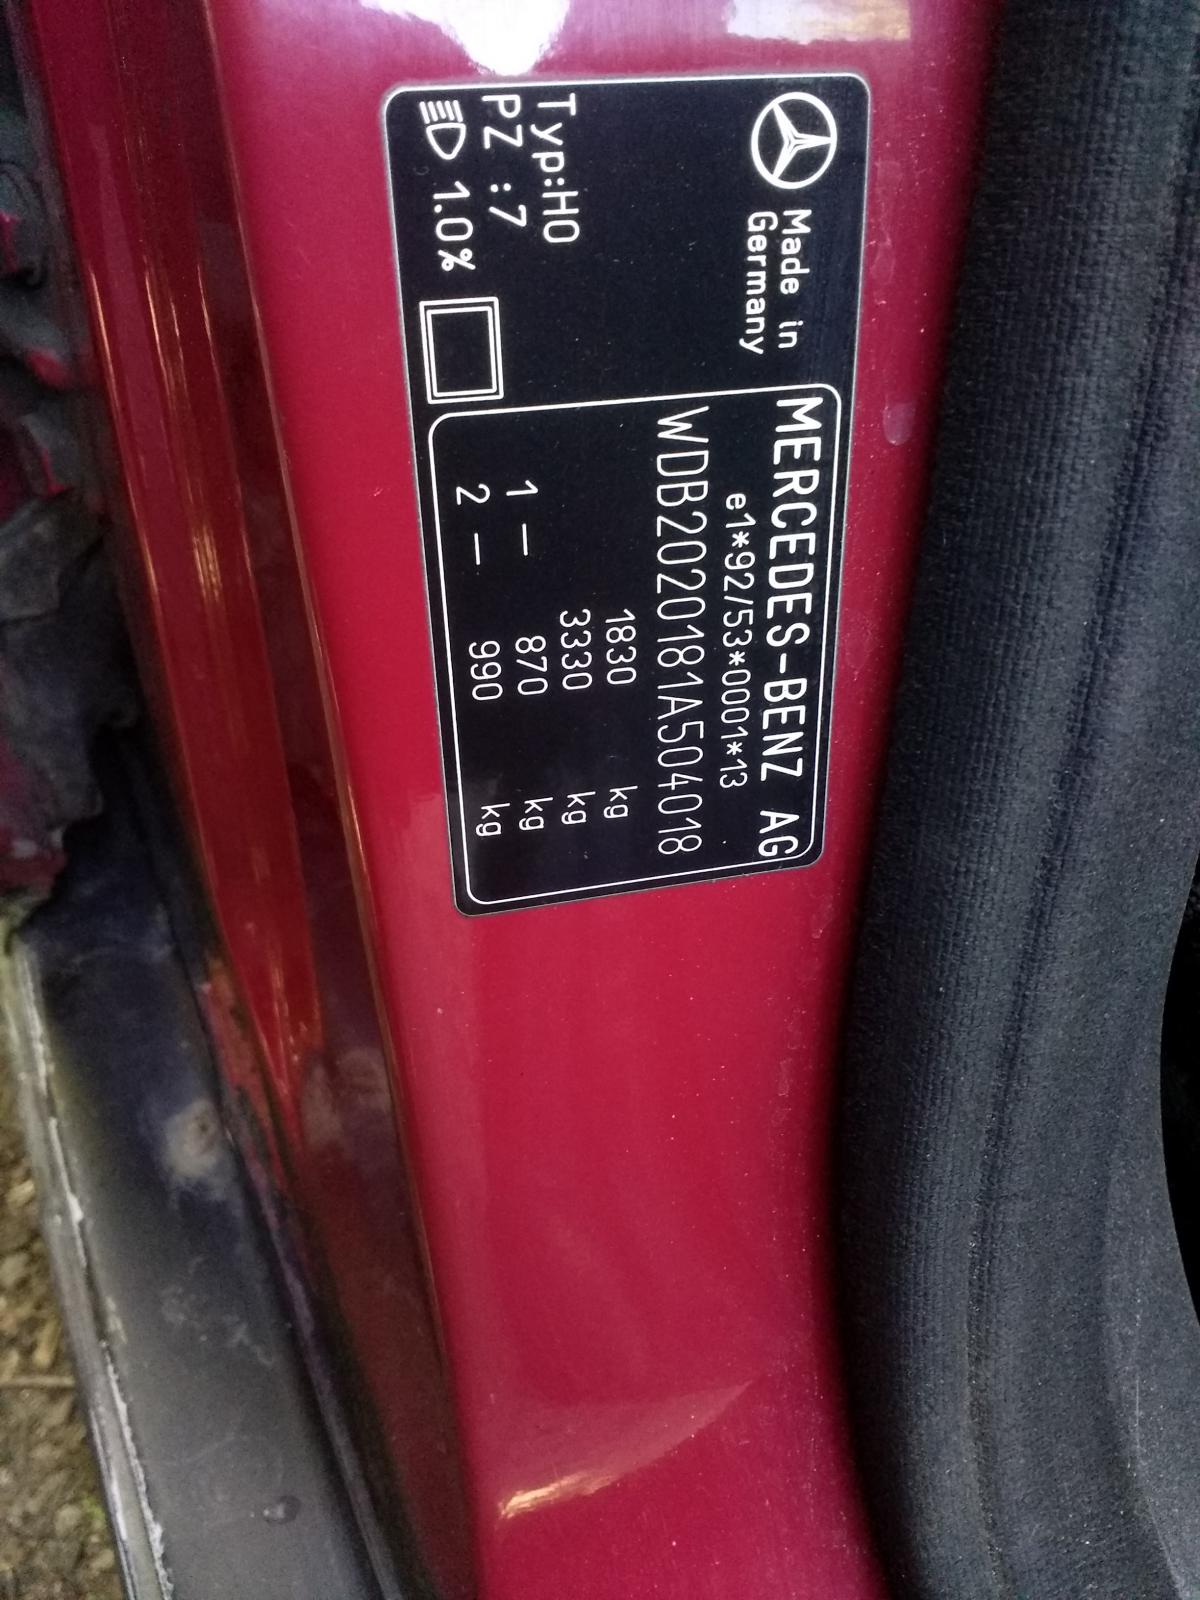 Made in
Germany
Typ:HO
PZ :7
1.0%
MERCEDES-BENZ AG
e1*92/53*0001*13
WDB2020181A504018
1830 kg
3330 kg
1 — 870 kg
2 — 990 kg